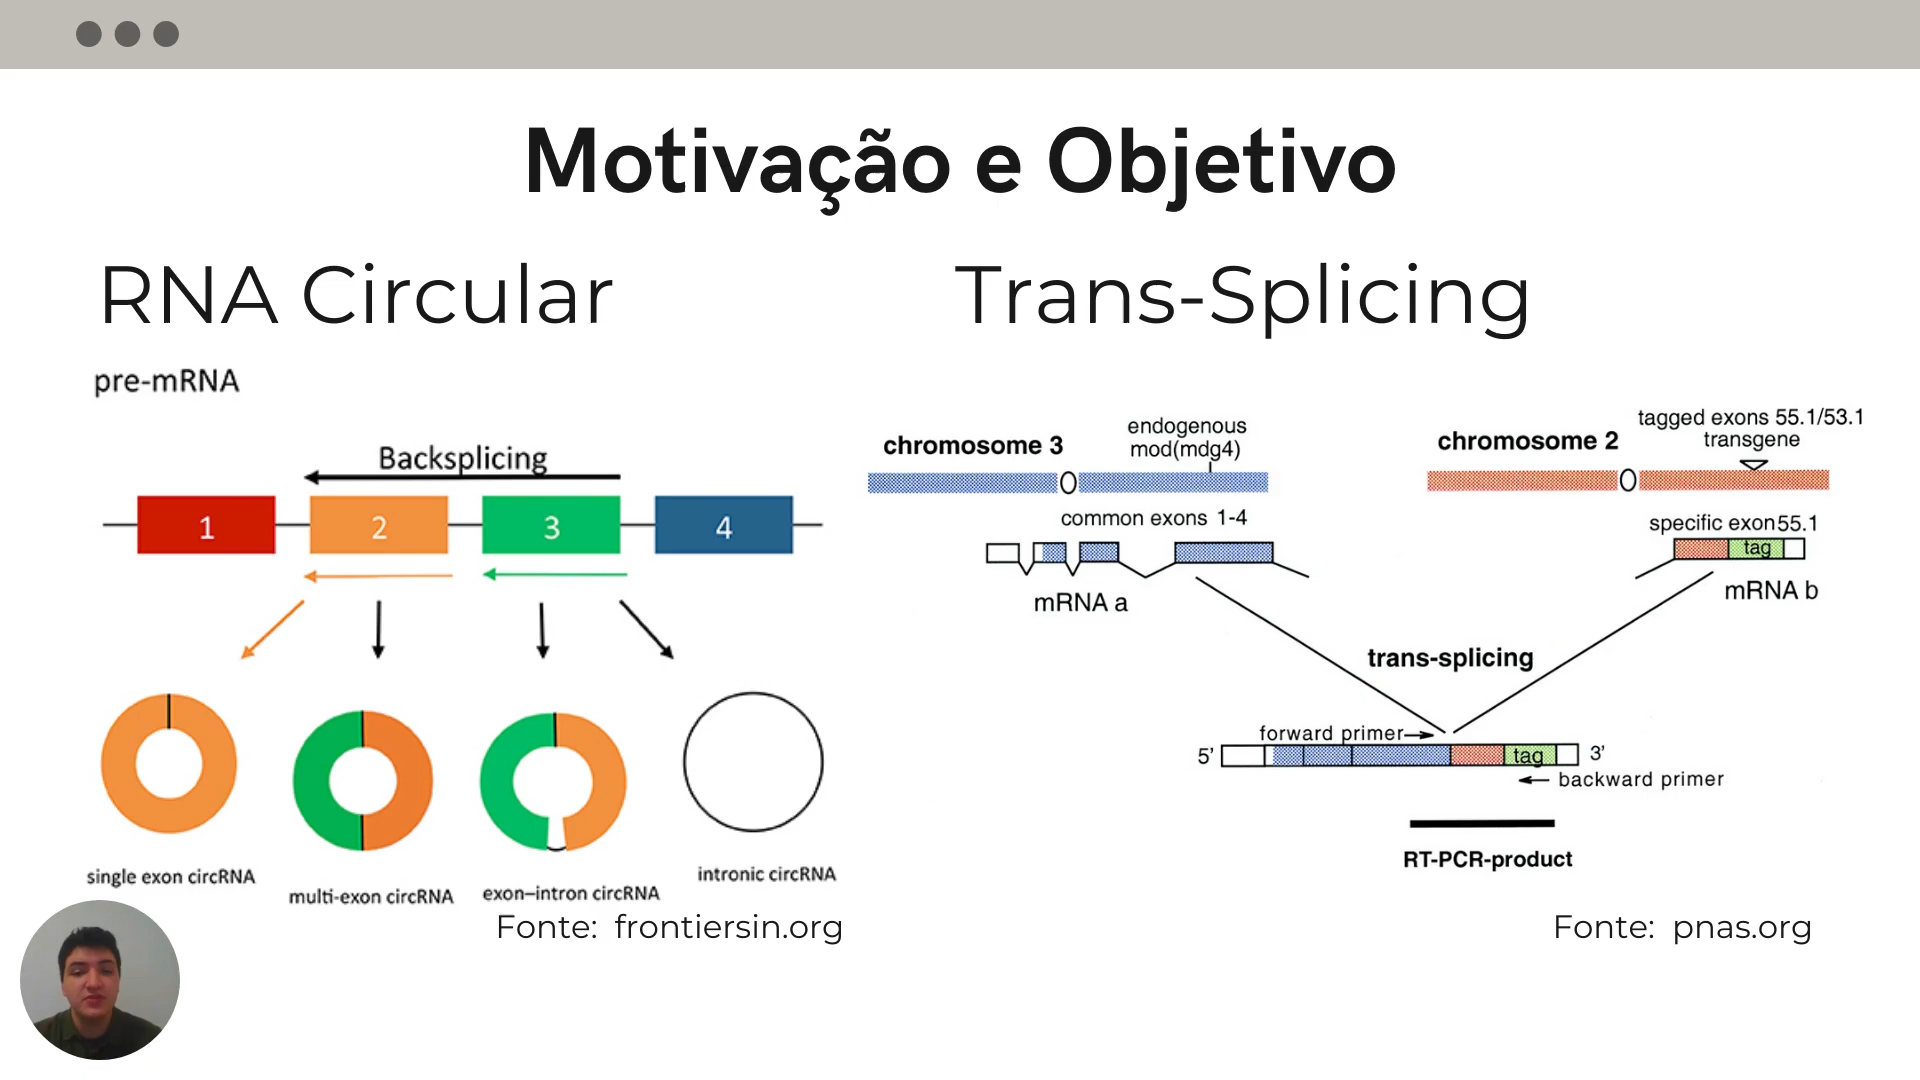 Motivação e Objetivo
RNA Circular
pre-mRNA
Backsplicing
1
2
3
4
single exon circRNA
multi-exon circRNA
exon–intron circRNA
intronic circRNA
Fonte: frontiersin.org
Trans-Splicing
chromosome 3
endogenous
mod(mdg4)
common exons 1-4
mRNA a
chromosome 2
tagged exons 55.1/53.1
transgene
specific exon 55.1
tag
mRNA b
trans-splicing
forward primer
5’
tag
3’
backward primer
RT-PCR-product
Fonte: pnas.org